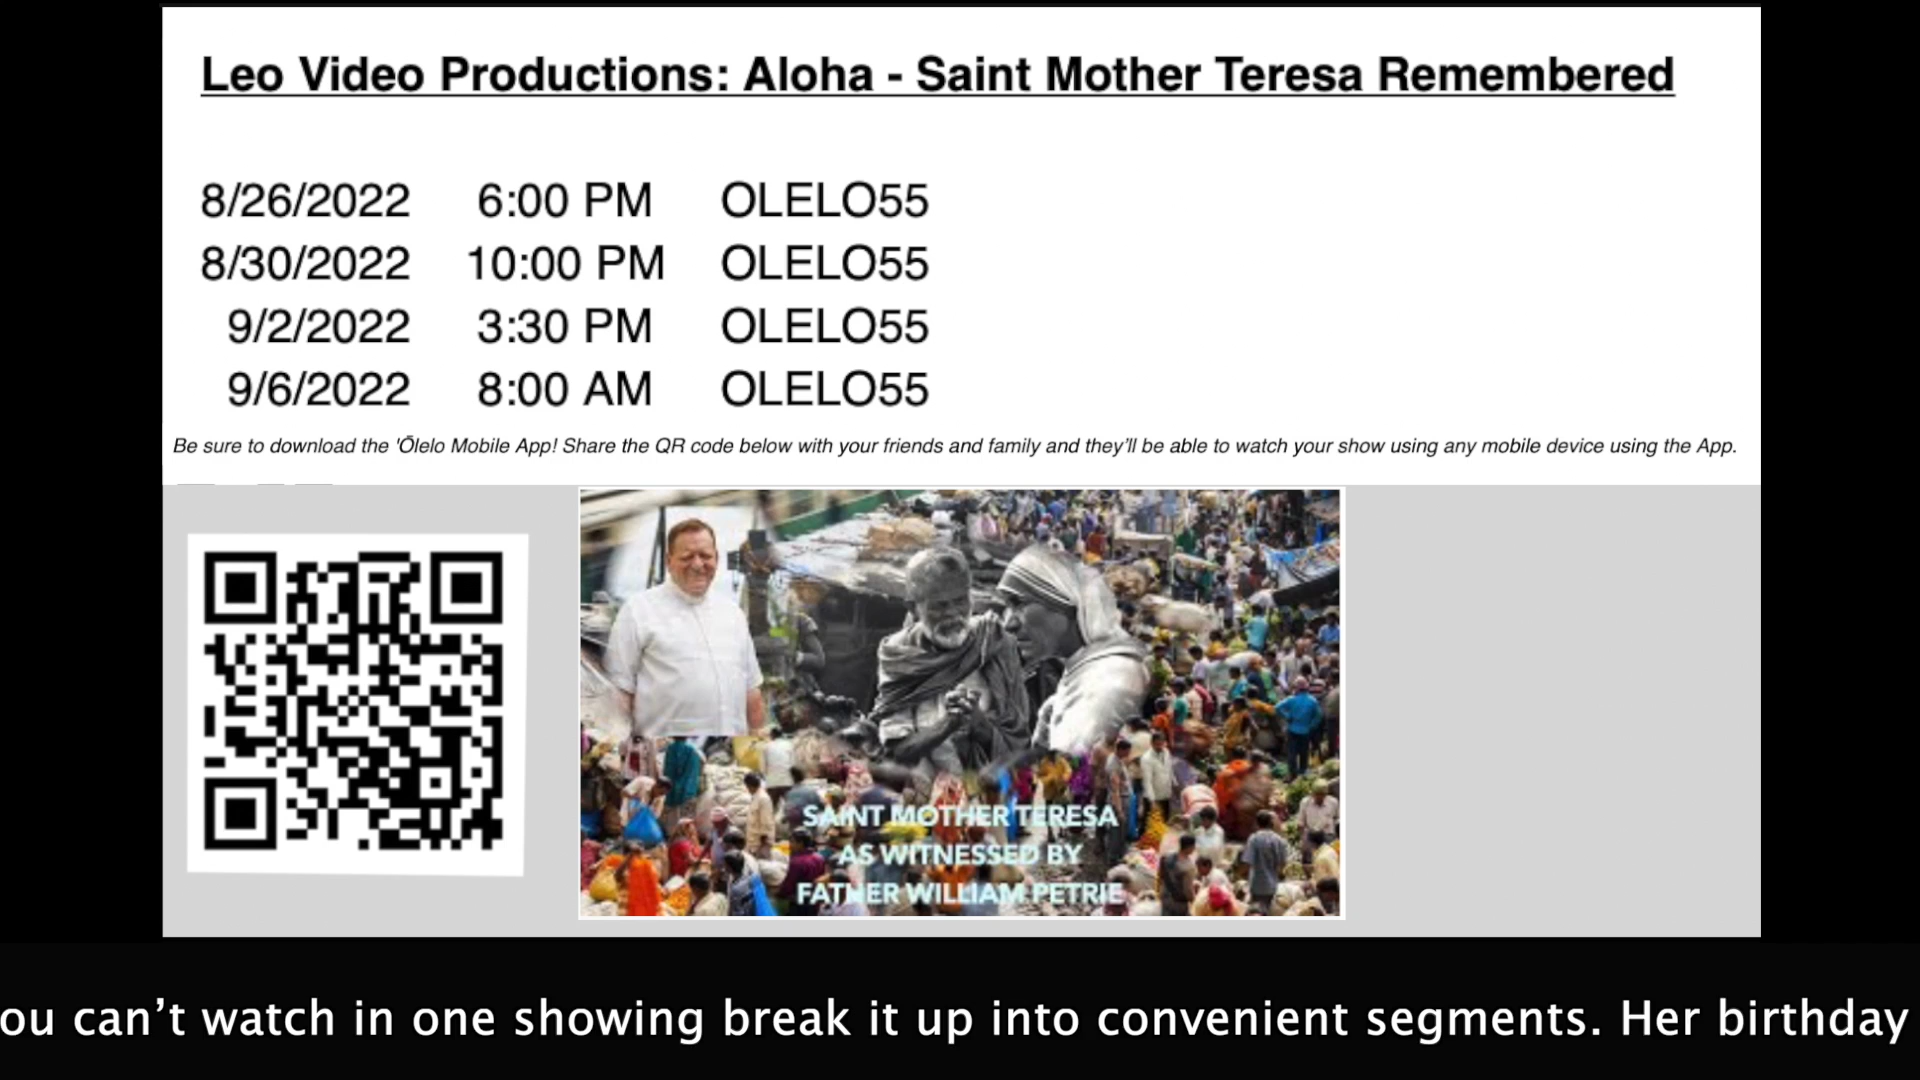 Leo Video Productions: Aloha - Saint Mother Teresa Remembered
8/26/2022 6:00 PM OLELO55
8/30/2022 10:00 PM OLELO55
9/2/2022 3:30 PM OLELO55
9/6/2022 8:00 AM OLELO55
Be sure to download the 'Ōlelo Mobile App! Share the QR code below with your friends and family and they'll be able to watch your show using any mobile device using the App.
SAINT MOTHER TERESA
AS WITNESSED BY
FATHER WILLIAM PETRIE
ou can’t watch in one showing break it up into convenient segments. Her birthday